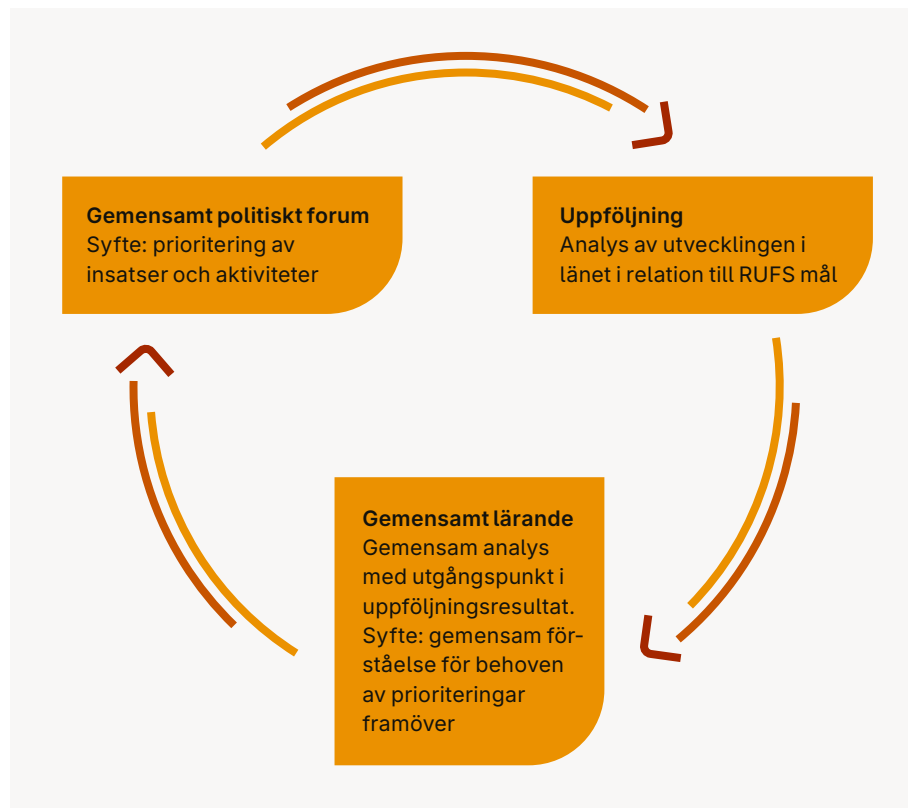 Gemensamt politiskt forum
Syfte: prioritering av
insatser och aktiviteter
Uppföljning
Analys av utvecklingen i
länet i relation till RUFS mål
Gemensamt lärande
Gemensam analys
med utgångspunkt i
uppföljningsresultat.
Syfte: gemensam för-
ståelse för behoven
av prioriteringar
framöver